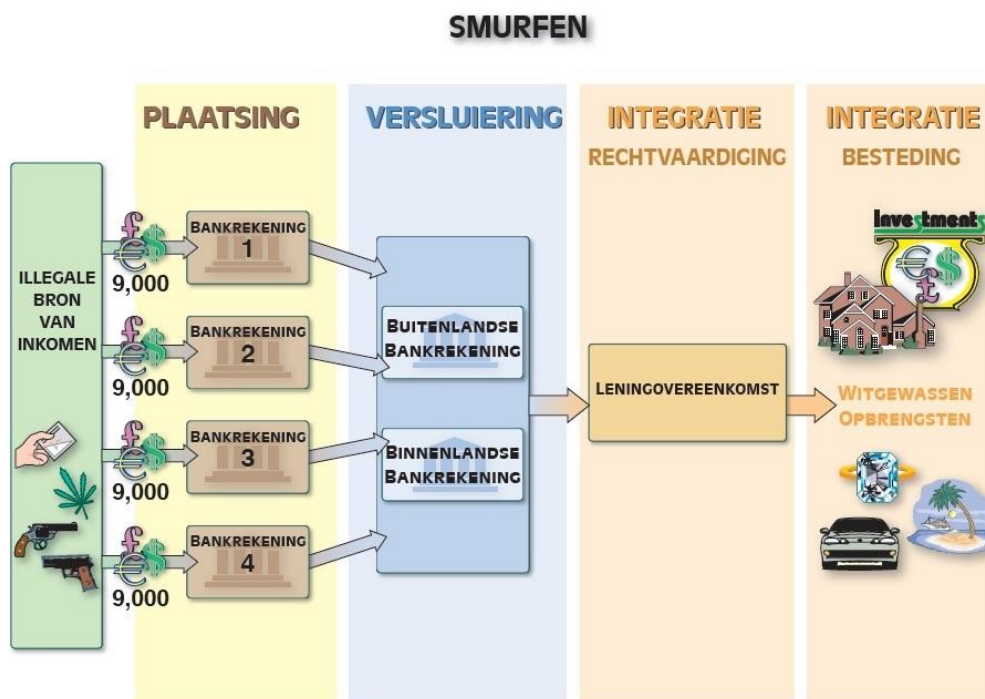 SMURFEN
PLAATSING
VERSLUIERING
INTEGRATIE
RECHTVAARDIGING
INTEGRATIE
BESTEDING
ILLEGALE
BRON
VAN
INKOMEN
9,000
BANKREKENING
1
9,000
BANKREKENING
2
9,000
BANKREKENING
3
9,000
BANKREKENING
4
BUITENLANDSE
BANKREKENING
BINNENLANDSE
BANKREKENING
LENINGOVEREENKOMST
Investments
WITGEWASSEN
OPBRENGSTEN